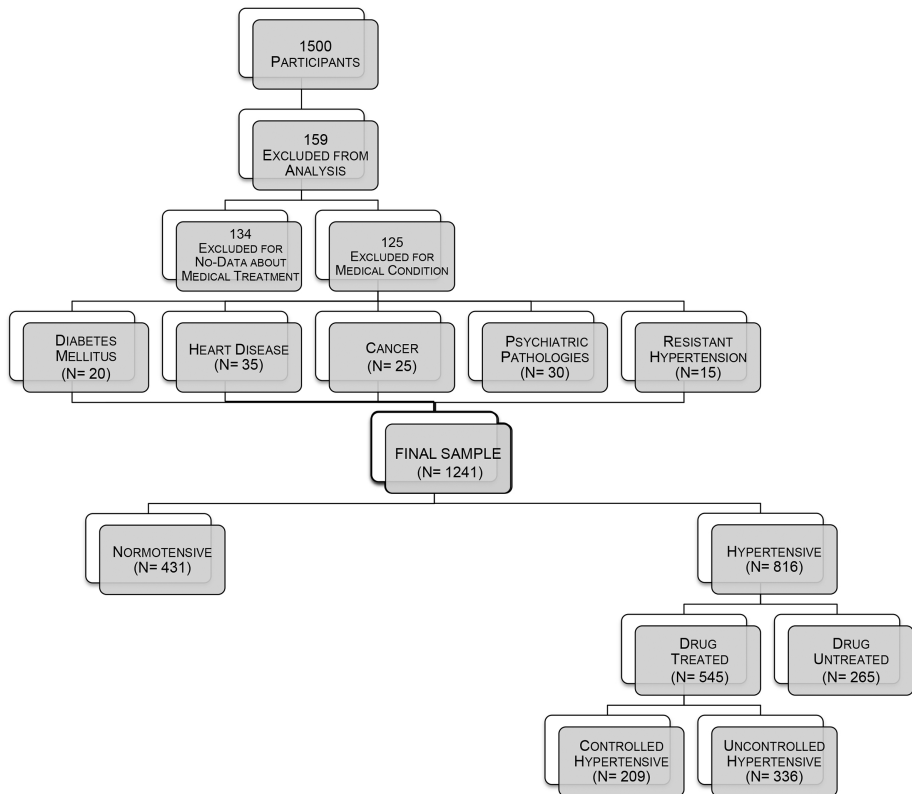 1500
PARTICIPANTS
159
EXCLUDED FROM
ANALYSIS
134
EXCLUDED FOR
NO-DATA ABOUT
MEDICAL TREATMENT
125
EXCLUDED FOR
MEDICAL CONDITION
DIABETES
MELLITUS
(N= 20)
HEART DISEASE
(N= 35)
CANCER
(N= 25)
PSYCHIATRIC
PATHOLOGIES
(N= 30)
RESISTANT
HYPERTENSION
(N=15)
FINAL SAMPLE
(N= 1241)
NORMOTENSIVE
(N= 431)
HYPERTENSIVE
(N= 816)
DRUG
TREATED
(N= 545)
DRUG
UNTREATED
(N= 265)
CONTROLLED
HYPERTENSIVE
(N= 209)
UNCONTROLLED
HYPERTENSIVE
(N= 336)